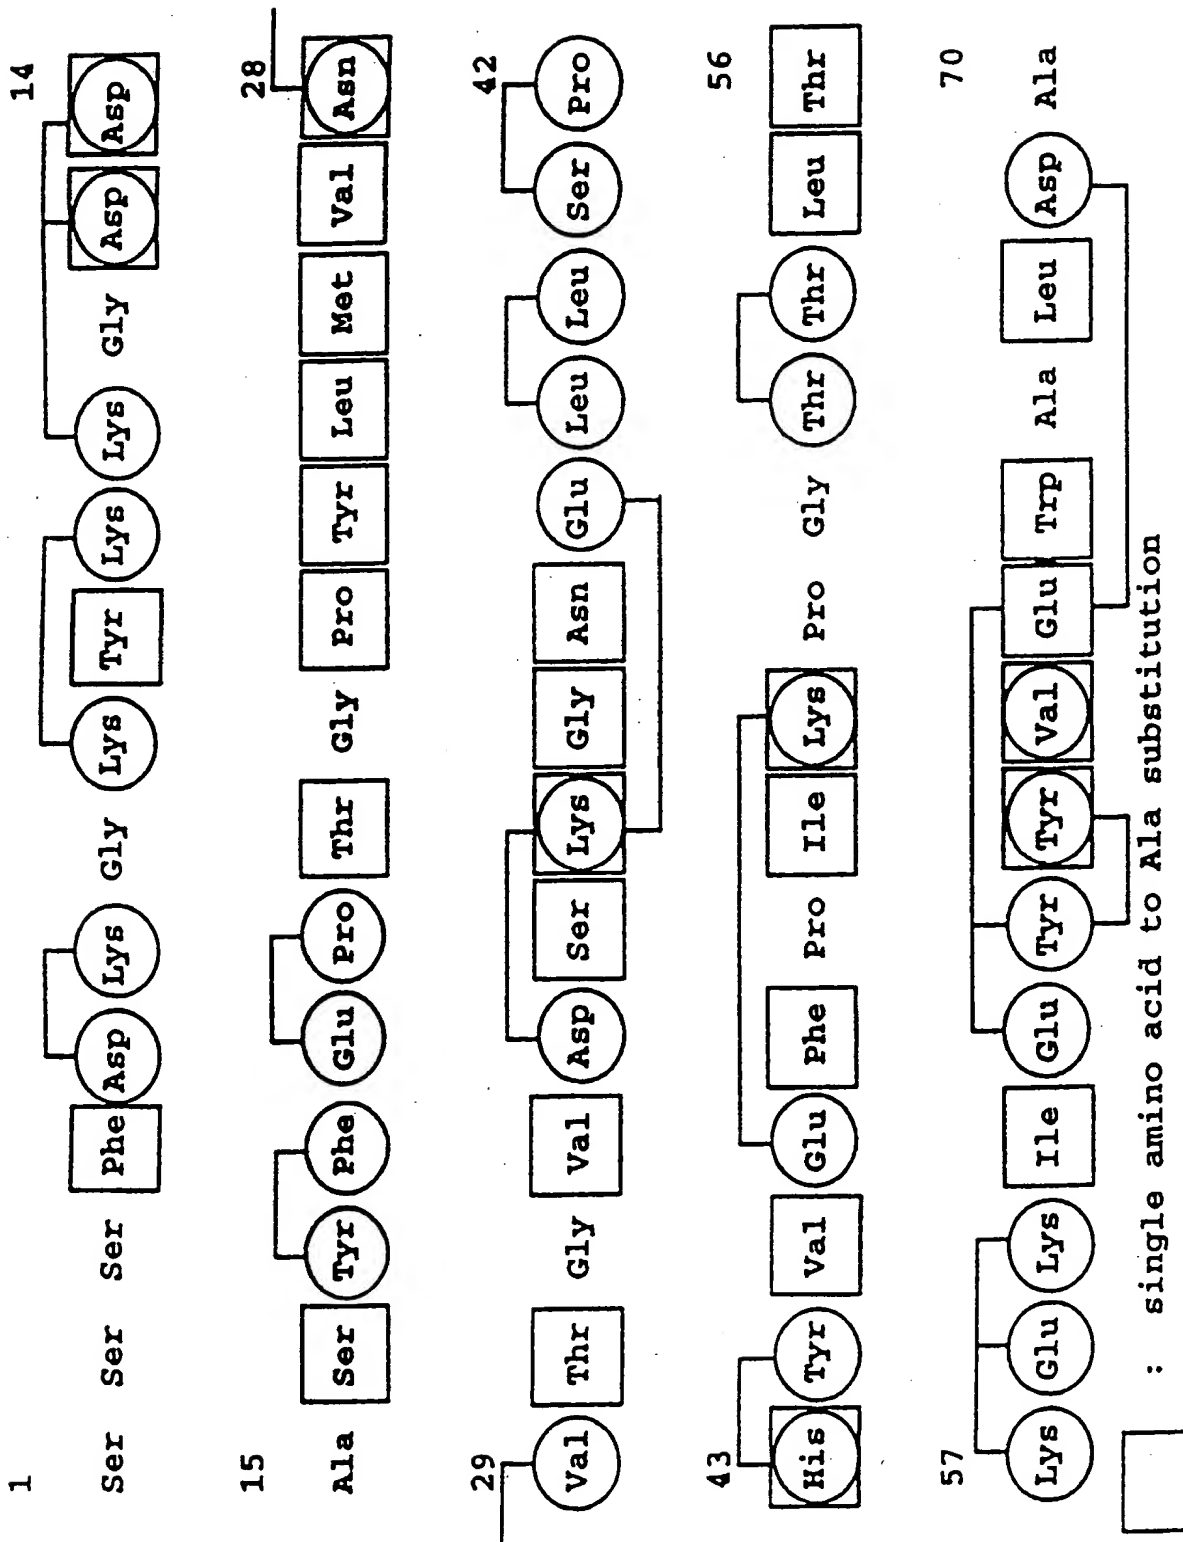 1 14
Ser Ser Ser Phe Asp Lys Gly Lys Tyr Lys Lys Gly Asp Asp
15 28
Ala Ser Tyr Phe Glu Pro Thr Gly Pro Tyr Leu Met Val Asn
29 42
Val Thr Gly Val Asp Ser Lys Gly Asn Glu Leu Leu Ser Pro
43 56
His Tyr Val Glu Phe Pro Ile Lys Pro Gly Thr Thr Leu Thr
57 70
Lys Glu Lys Ile Glu Tyr Tyr Val Glu Trp Ala Leu Asp Ala
: single amino acid to Ala substitution